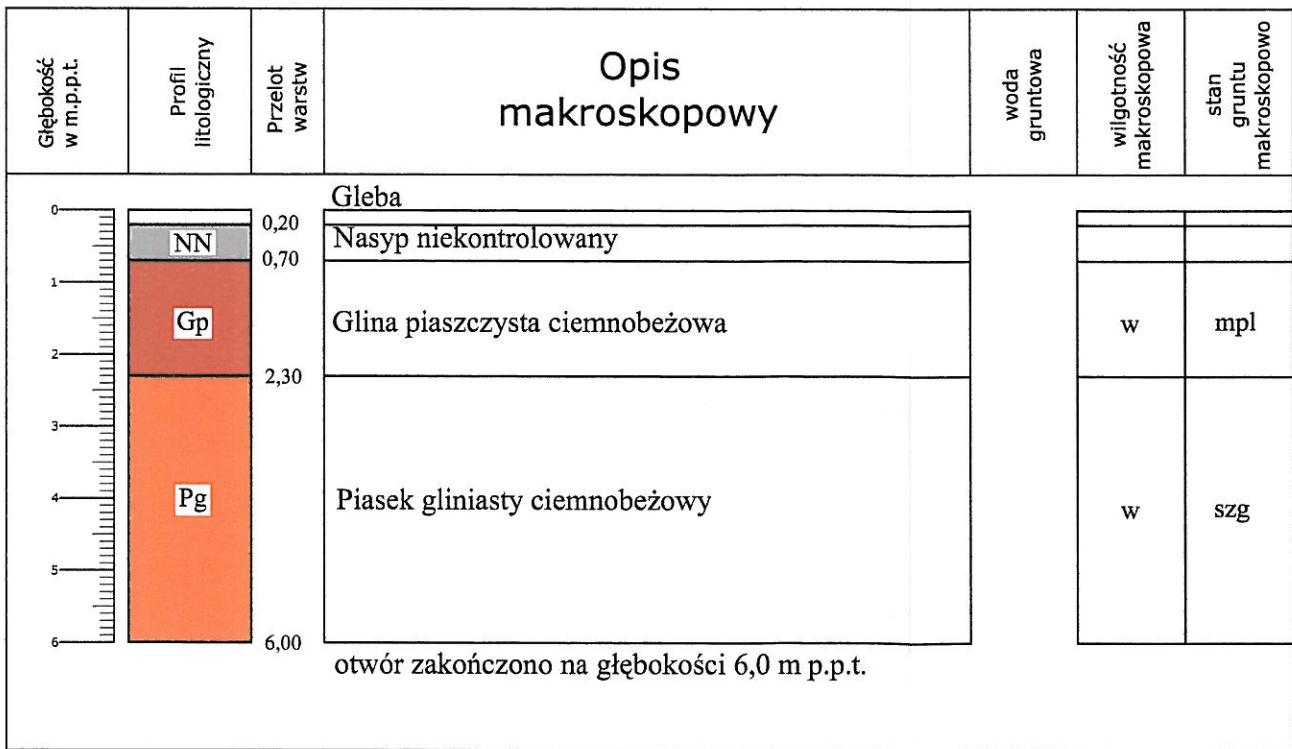 Głębokość
w m.p.p.t.
Profil
litologiczny
Przelot
warstw
Opis
makroskopowy
woda
gruntowa
wilgotność
makroskopowa
stan
gruntu
makroskopowo
Gleba
0
0,20
NN
Nasyp niekontrolowany
0,70
1
Gp
Glina piaszczysta ciemnobeżowa
w
mpl
2
2,30
3
4
Pg
Piasek gliniasty ciemnobeżowy
w
szg
5
6
6,00
otwór zakończono na głębokości 6,0 m p.p.t.